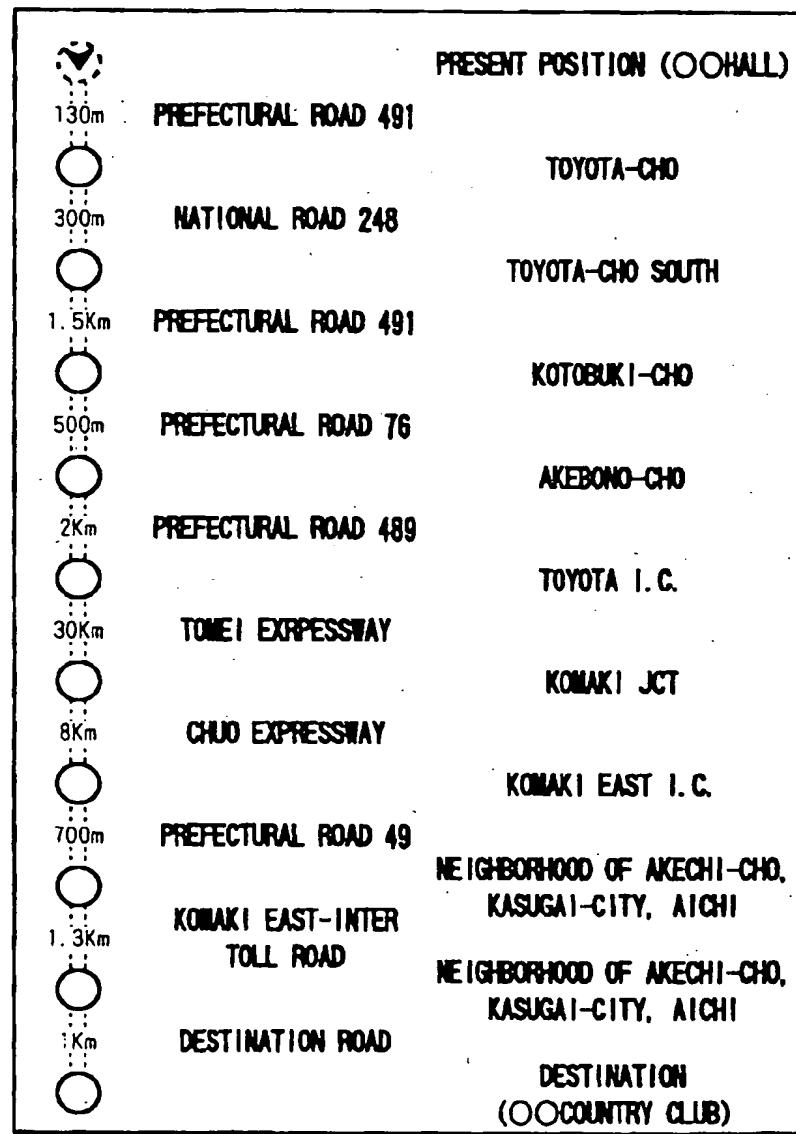 PRESENT POSITION (○○HALL)
130m PREFECTURAL ROAD 491
TOYOTA-CHO
300m NATIONAL ROAD 248
TOYOTA-CHO SOUTH
1.5Km PREFECTURAL ROAD 491
KOTOBUKI-CHO
500m PREFECTURAL ROAD 76
AKEBONO-CHO
2Km PREFECTURAL ROAD 489
TOYOTA I.C.
30Km TOMEI EXRPESSWAY
KOMAKI JCT
8Km CHUO EXPRESSWAY
KOMAKI EAST I.C.
700m PREFECTURAL ROAD 49
NEIGHBORHOOD OF AKECHI-CHO,
KASUGAI-CITY, AICHI
1.3Km KOMAKI EAST-INTER
TOLL ROAD
NEIGHBORHOOD OF AKECHI-CHO,
KASUGAI-CITY, AICHI
1Km DESTINATION ROAD
DESTINATION
(○○COUNTRY CLUB)